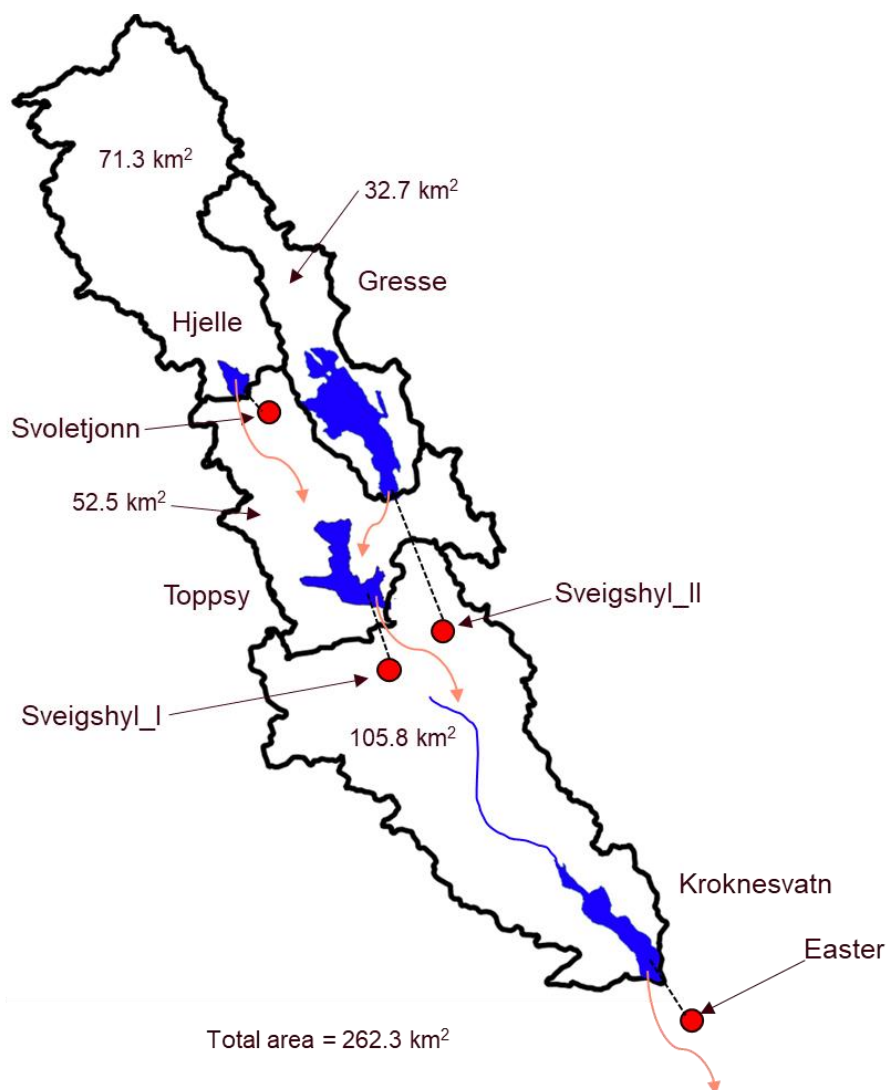 71.3 km²
32.7 km²
Gresse
Hjelle
Svoletjonn
52.5 km²
Toppsy
Sveigshyl_II
Sveigshyl_I
105.8 km²
Kroknesvatn
Easter
Total area = 262.3 km²